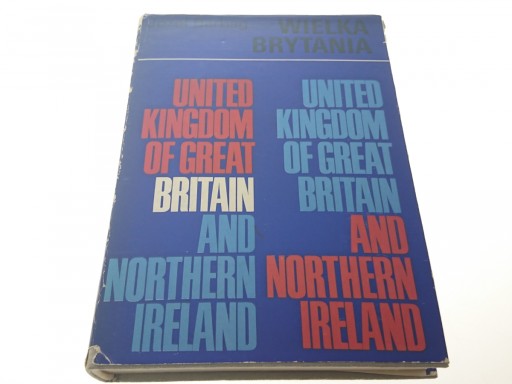 WIELKA
BRYTANIA
UNITED
KINGDOM
OF GREAT
BRITAIN
AND
NORTHERN
IRELAND
UNITED
KINGDOM
OF GREAT
BRITAIN
AND
NORTHERN
IRELAND